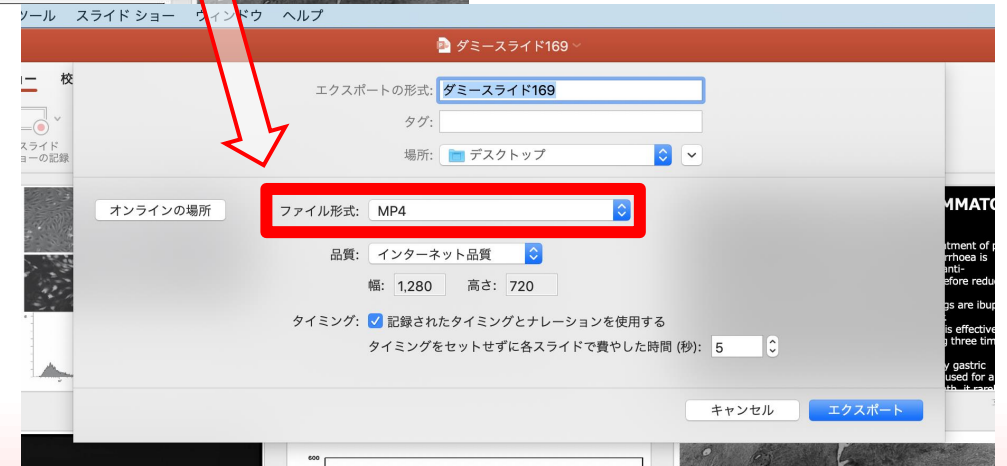 ツール スライド ショー ウィンドウ ヘルプ
ダミースライド169
ー 校
エクスポートの形式: ダミースライド169
タグ:
スライド
ョーの記録
場所: デスクトップ
オンラインの場所
ファイル形式: MP4
品質: インターネット品質
幅: 1,280 高さ: 720
タイミング: 記録されたタイミングとナレーションを使用する
タイミングをセットせずに各スライドで費やした時間 (秒): 5
キャンセル エクスポート
MMATO
tment of p
rrhoea is
anti-
efore redu
gs are ibup
is effective
three tim
y gastric
used for a
600